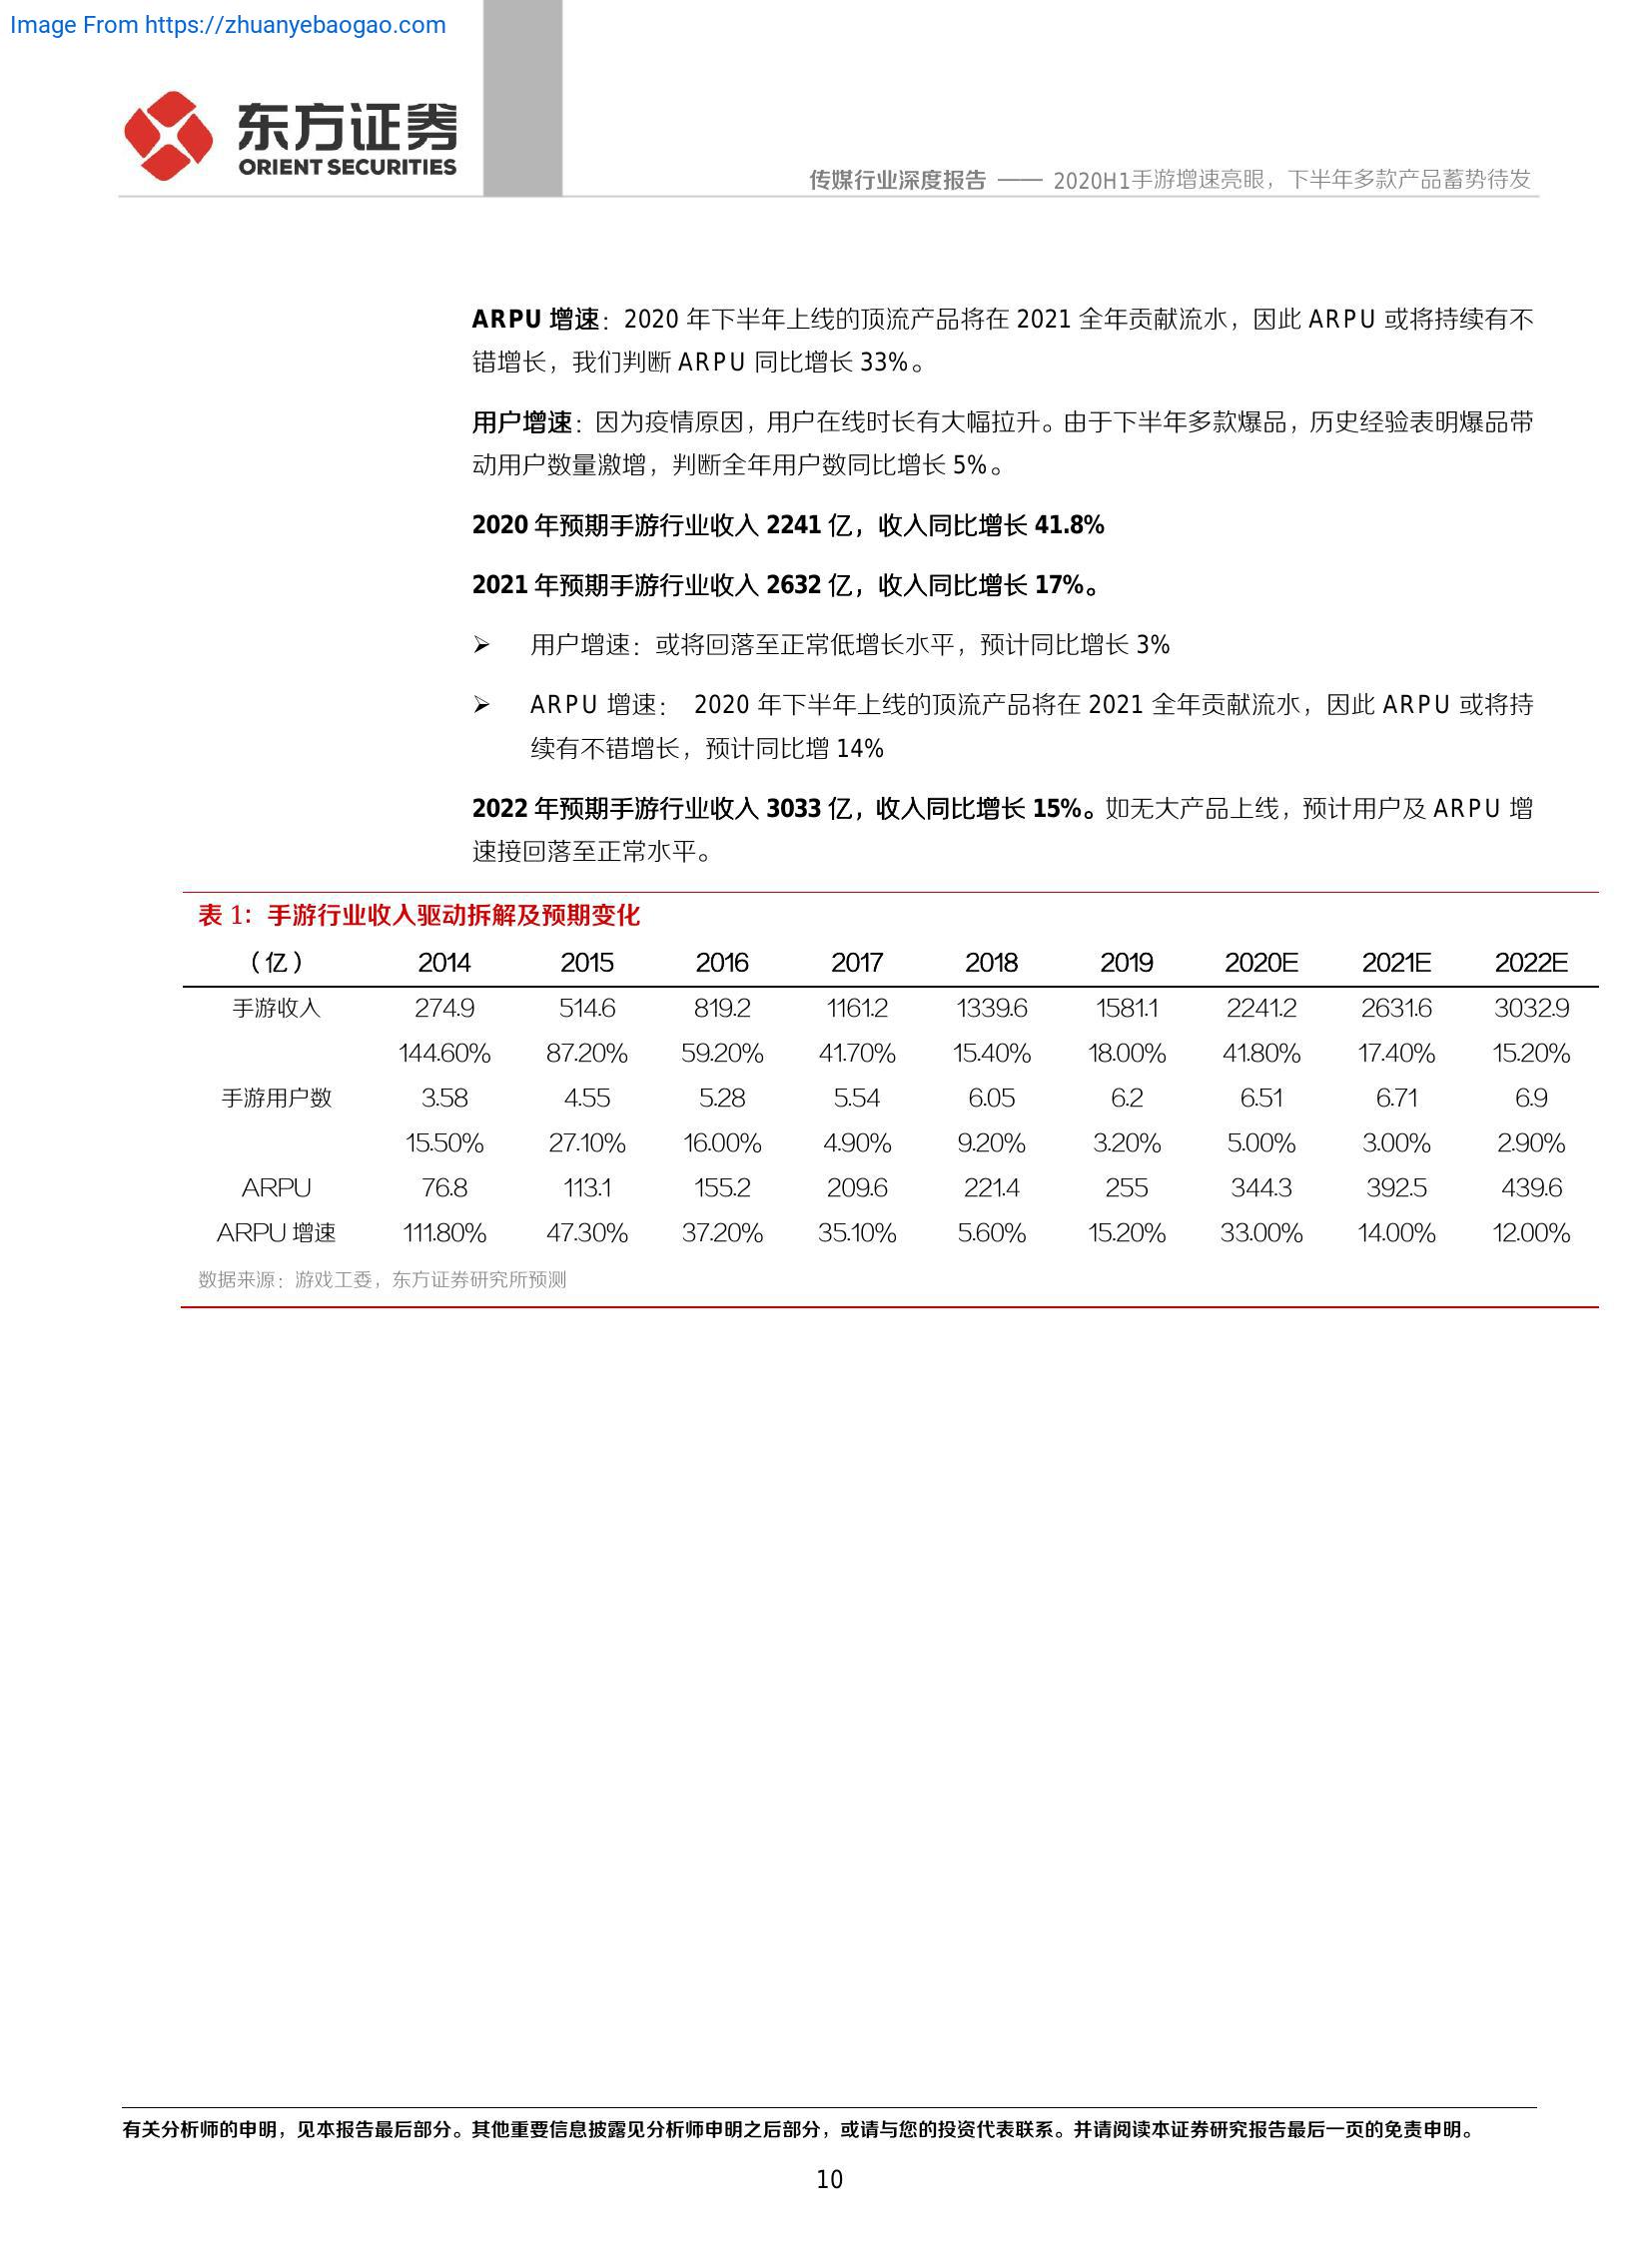 Image From https://zhuanyebaogao.com
东方证券
ORIENT SECURITIES
传媒行业深度报告 —— 2020H1手游增速亮眼，下半年多款产品蓄势待发
ARPU 增速：2020 年下半年上线的顶流产品将在 2021 全年贡献流水，因此 ARPU 或将持续有不
错增长，我们判断 ARPU 同比增长 33%。
用户增速：因为疫情原因，用户在线时长有大幅拉升。由于下半年多款爆品，历史经验表明爆品带
动用户数量激增，判断全年用户数同比增长 5%。
2020 年预期手游行业收入 2241 亿，收入同比增长 41.8%
2021 年预期手游行业收入 2632 亿，收入同比增长 17%。
➢ 用户增速：或将回落至正常低增长水平，预计同比增长 3%
➢ ARPU 增速： 2020 年下半年上线的顶流产品将在 2021 全年贡献流水，因此 ARPU 或将持
续有不错增长，预计同比增 14%
2022 年预期手游行业收入 3033 亿，收入同比增长 15%。如无大产品上线，预计用户及 ARPU 增
速接回落至正常水平。
表 1：手游行业收入驱动拆解及预期变化
（亿） 2014 2015 2016 2017 2018 2019 2020E 2021E 2022E
手游收入 274.9 514.6 819.2 1161.2 1339.6 1581.1 2241.2 2631.6 3032.9
144.60% 87.20% 59.20% 41.70% 15.40% 18.00% 41.80% 17.40% 15.20%
手游用户数 3.58 4.55 5.28 5.54 6.05 6.2 6.51 6.71 6.9
15.50% 27.10% 16.00% 4.90% 9.20% 3.20% 5.00% 3.00% 2.90%
ARPU 76.8 113.1 155.2 209.6 221.4 255 344.3 392.5 439.6
ARPU 增速 111.80% 47.30% 37.20% 35.10% 5.60% 15.20% 33.00% 14.00% 12.00%
数据来源：游戏工委，东方证券研究所预测
有关分析师的申明，见本报告最后部分。其他重要信息披露见分析师申明之后部分，或请与您的投资代表联系。并请阅读本证券研究报告最后一页的免责申明。
10